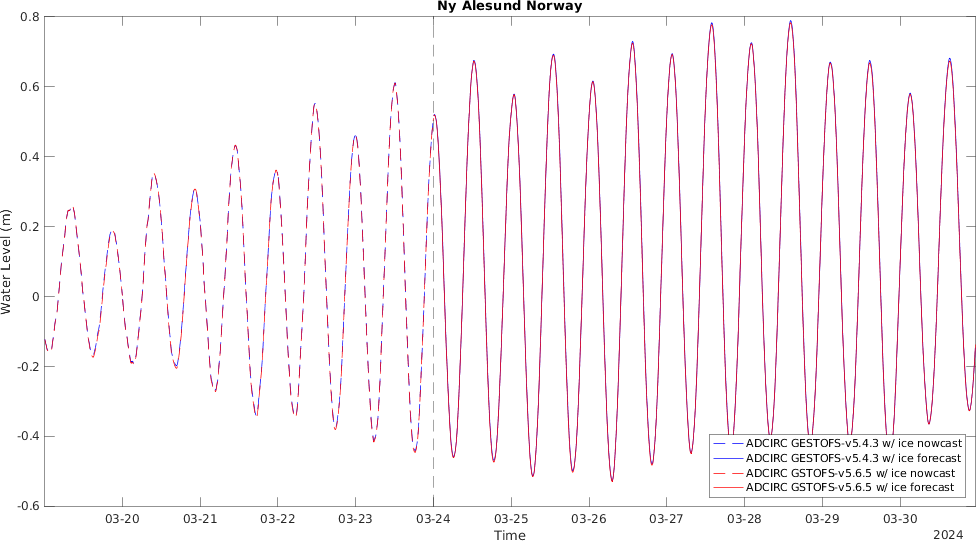 Ny Alesund Norway
Water Level (m)
0.8
0.6
0.4
0.2
0
-0.2
-0.4
-0.6
ADCIRC GESTOFS-v5.4.3 w/ ice nowcast
ADCIRC GESTOFS-v5.4.3 w/ ice forecast
ADCIRC GSTOFS-v5.6.5 w/ ice nowcast
ADCIRC GSTOFS-v5.6.5 w/ ice forecast
03-20 03-21 03-22 03-23 03-24 03-25 03-26 03-27 03-28 03-29 03-30
Time
2024